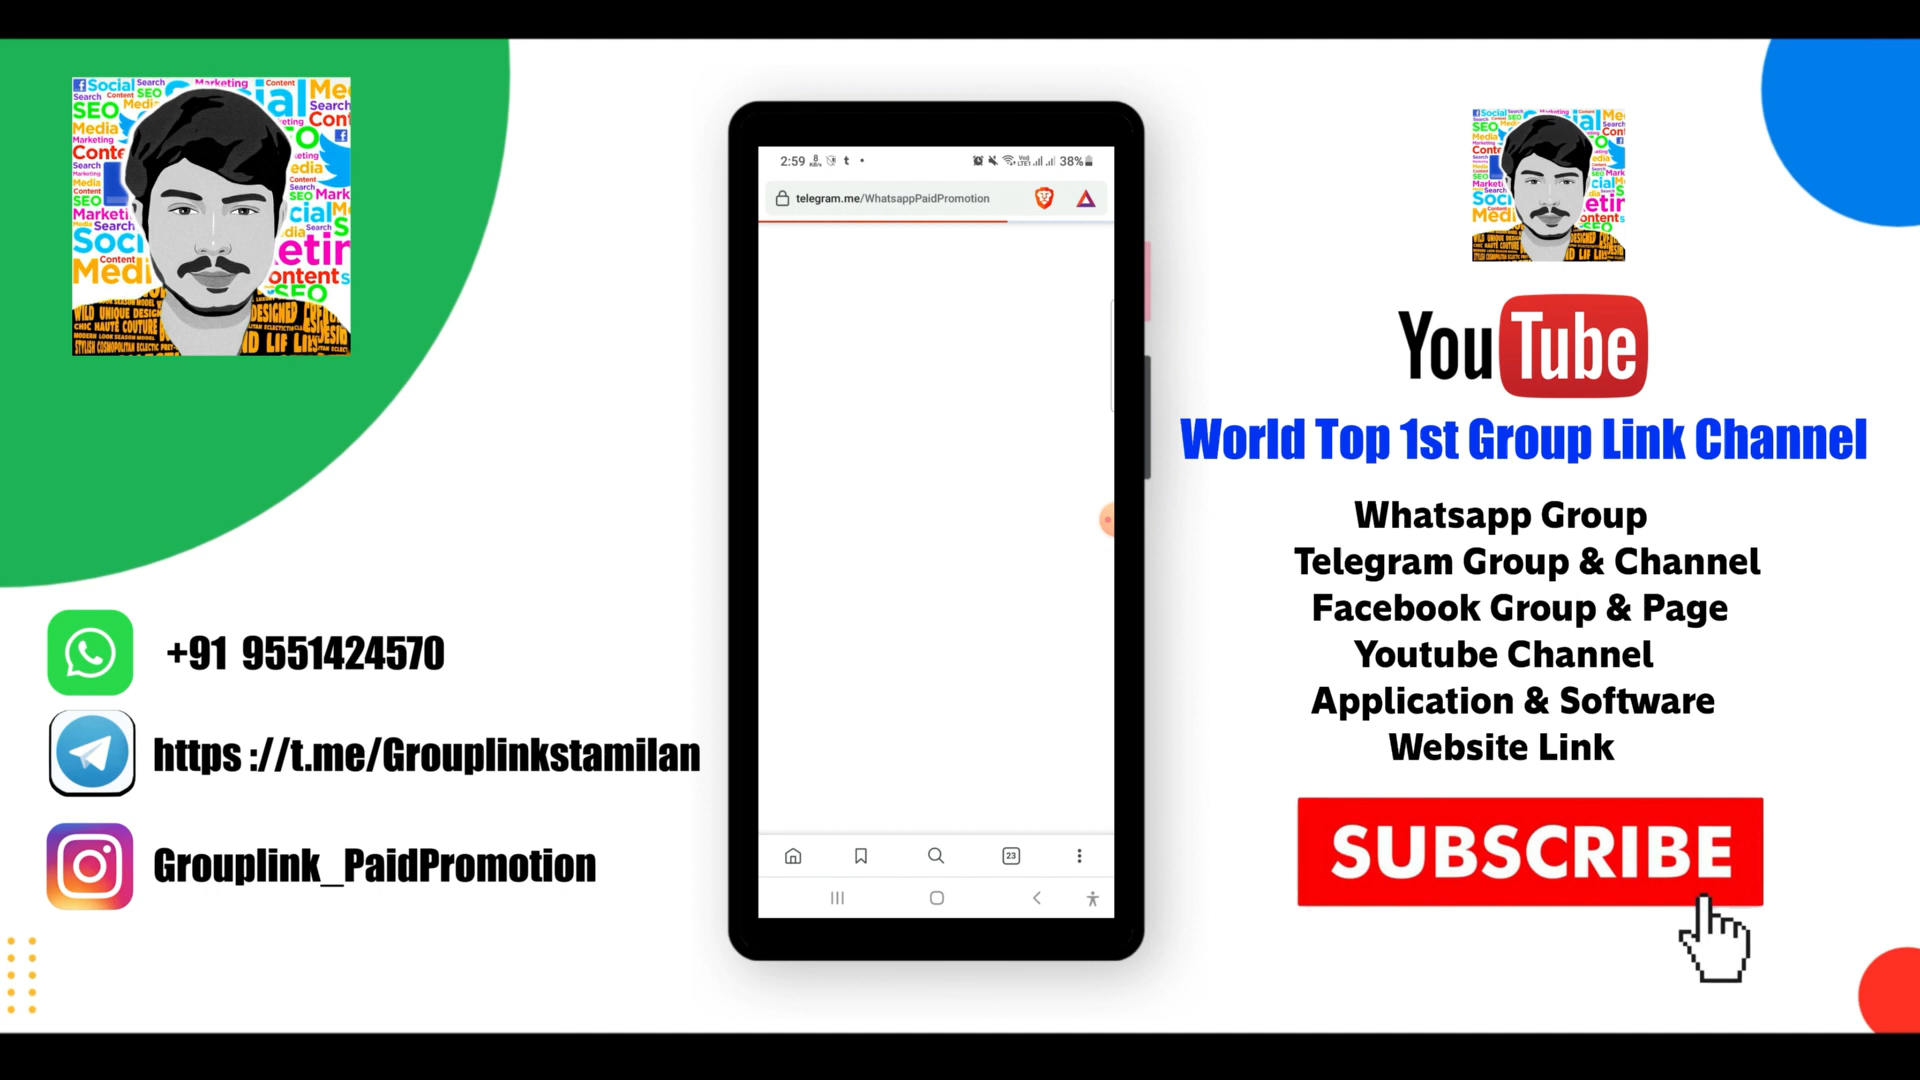 2:59
38%
telegram.me/WhatsappPaidPromotion
23
+91 9551424570
https ://t.me/Grouplinkstamilan
Grouplink_PaidPromotion
YouTube
World Top 1st Group Link Channel
Whatsapp Group
Telegram Group & Channel
Facebook Group & Page
Youtube Channel
Application & Software
Website Link
SUBSCRIBE